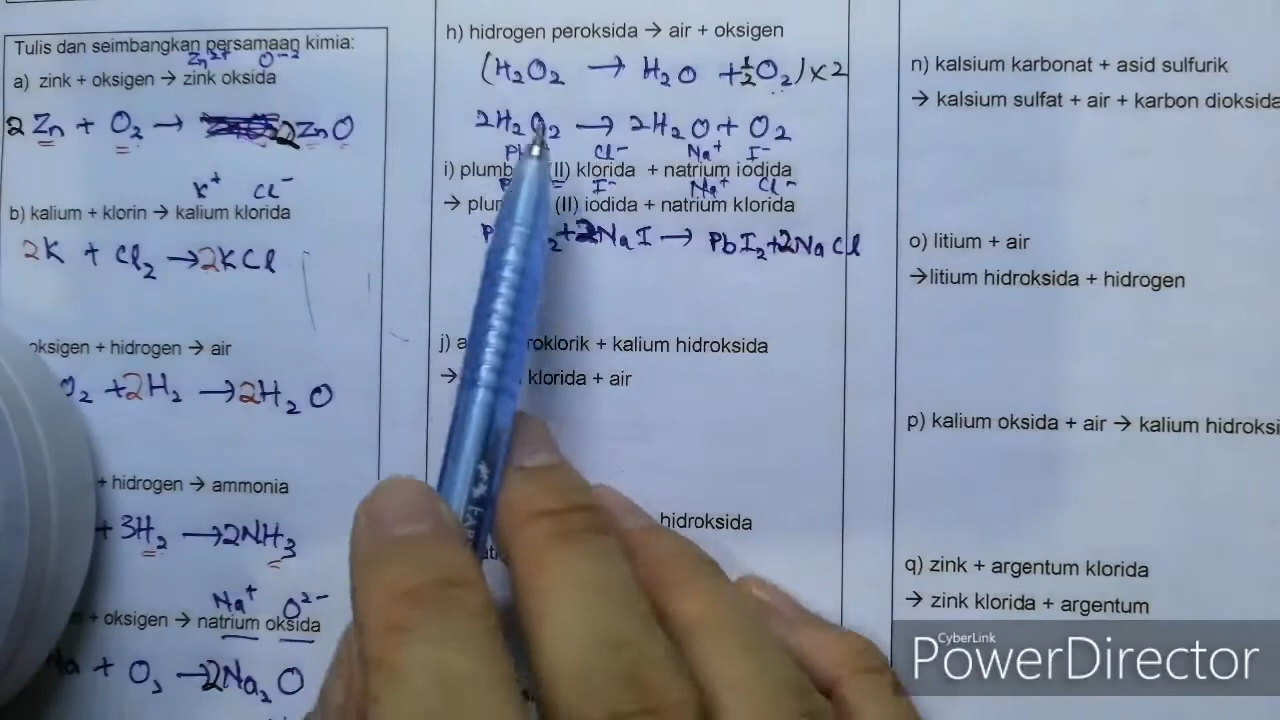 Tulis dan seimbangkan persamaan kimia:
Zn²⁺ O⁻²
a) zink + oksigen → zink oksida
2Zn + O₂ → 2ZnO
K⁺ Cl⁻
b) kalium + klorin → kalium klorida
2K + Cl₂ → 2KCl
oksigen + hidrogen → air
O₂ + 2H₂ → 2H₂O
+ hidrogen → ammonia
+ 3H₂ → 2NH₃
Na⁺ O²⁻
+ oksigen → natrium oksida
+ O₂ → 2Na₂O
h) hidrogen peroksida → air + oksigen
(H₂O₂ → H₂O + ½O₂) x 2
2H₂O₂ → 2H₂O + O₂
Cl⁻ Na⁺ I⁻
i) (II) klorida + natrium iodida
I⁻ Na⁺ Cl⁻
→ (II) iodida + natrium klorida
₂ + 2NaI → PbI₂ + 2NaCl
j) + kalium hidroksida
→ klorida + air
hidroksida
n) kalsium karbonat + asid sulfurik
→ kalsium sulfat + air + karbon dioksida
o) litium + air
→ litium hidroksida + hidrogen
p) kalium oksida + air → kalium hidroksi
q) zink + argentum klorida
→ zink klorida + argentum
CyberLink
PowerDirector